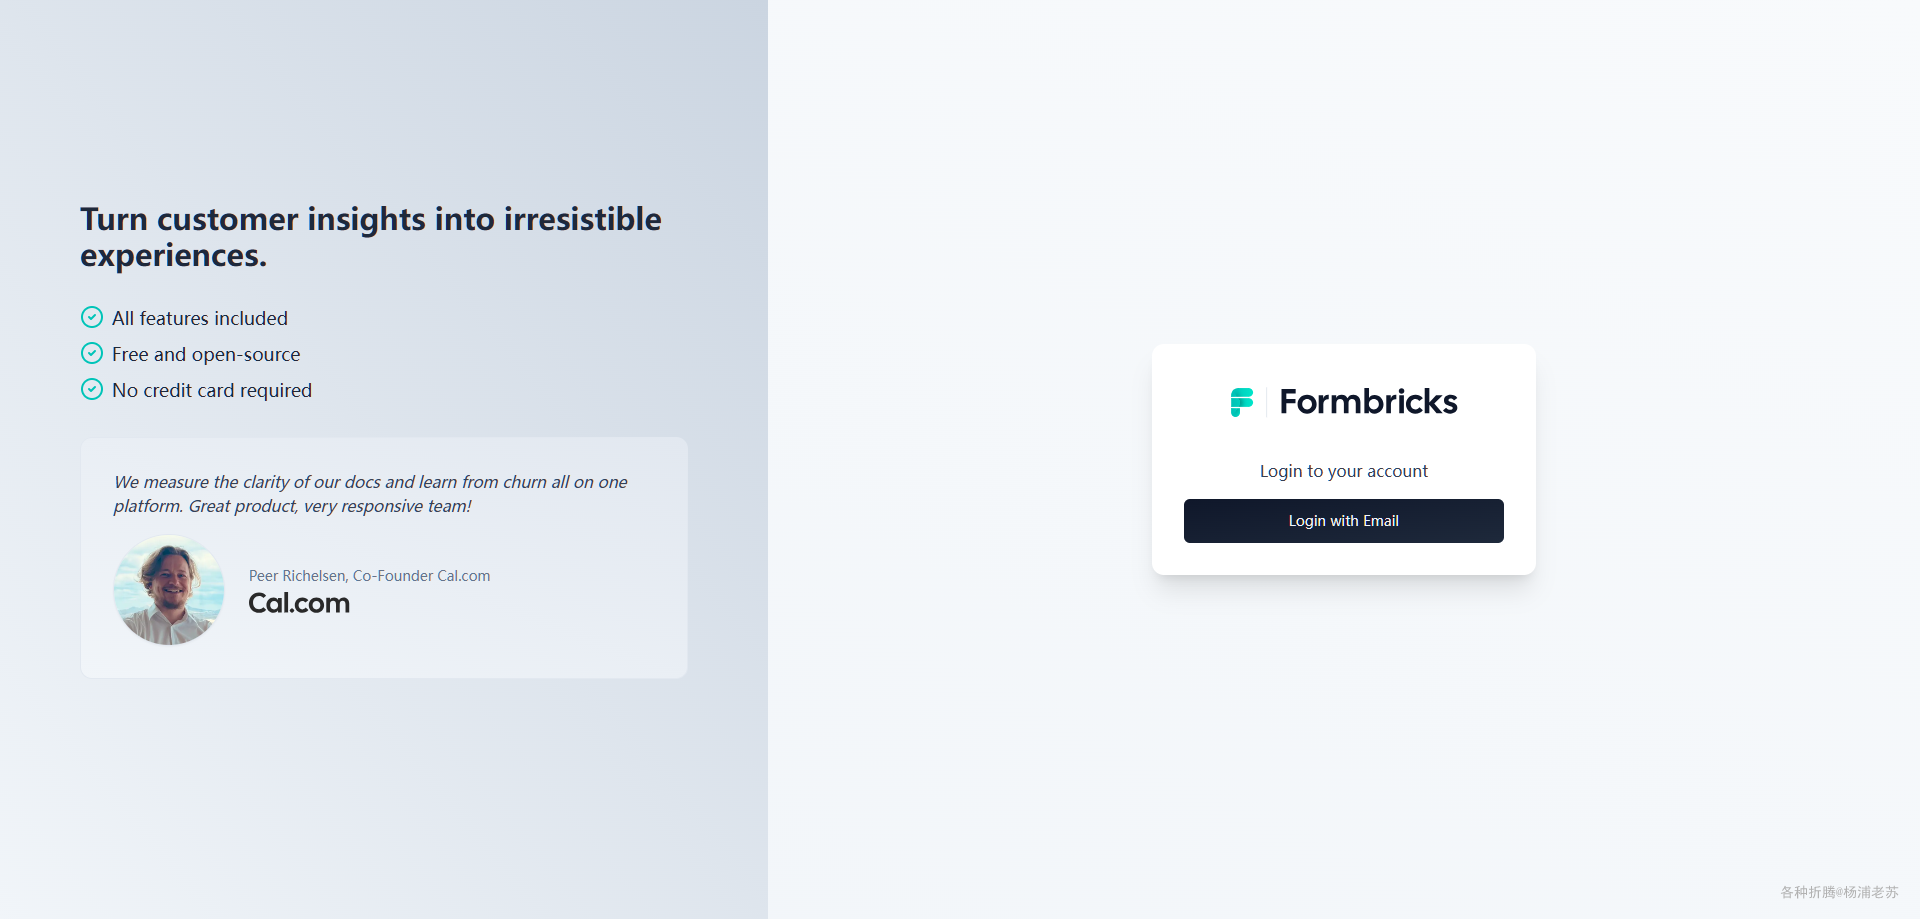 Turn customer insights into irresistible
experiences.
All features included
Free and open-source
No credit card required
We measure the clarity of our docs and learn from churn all on one
platform. Great product, very responsive team!
Peer Richelsen, Co-Founder Cal.com
Cal.com
Formbricks
Login to your account
Login with Email
各种折腾@杨浦老苏